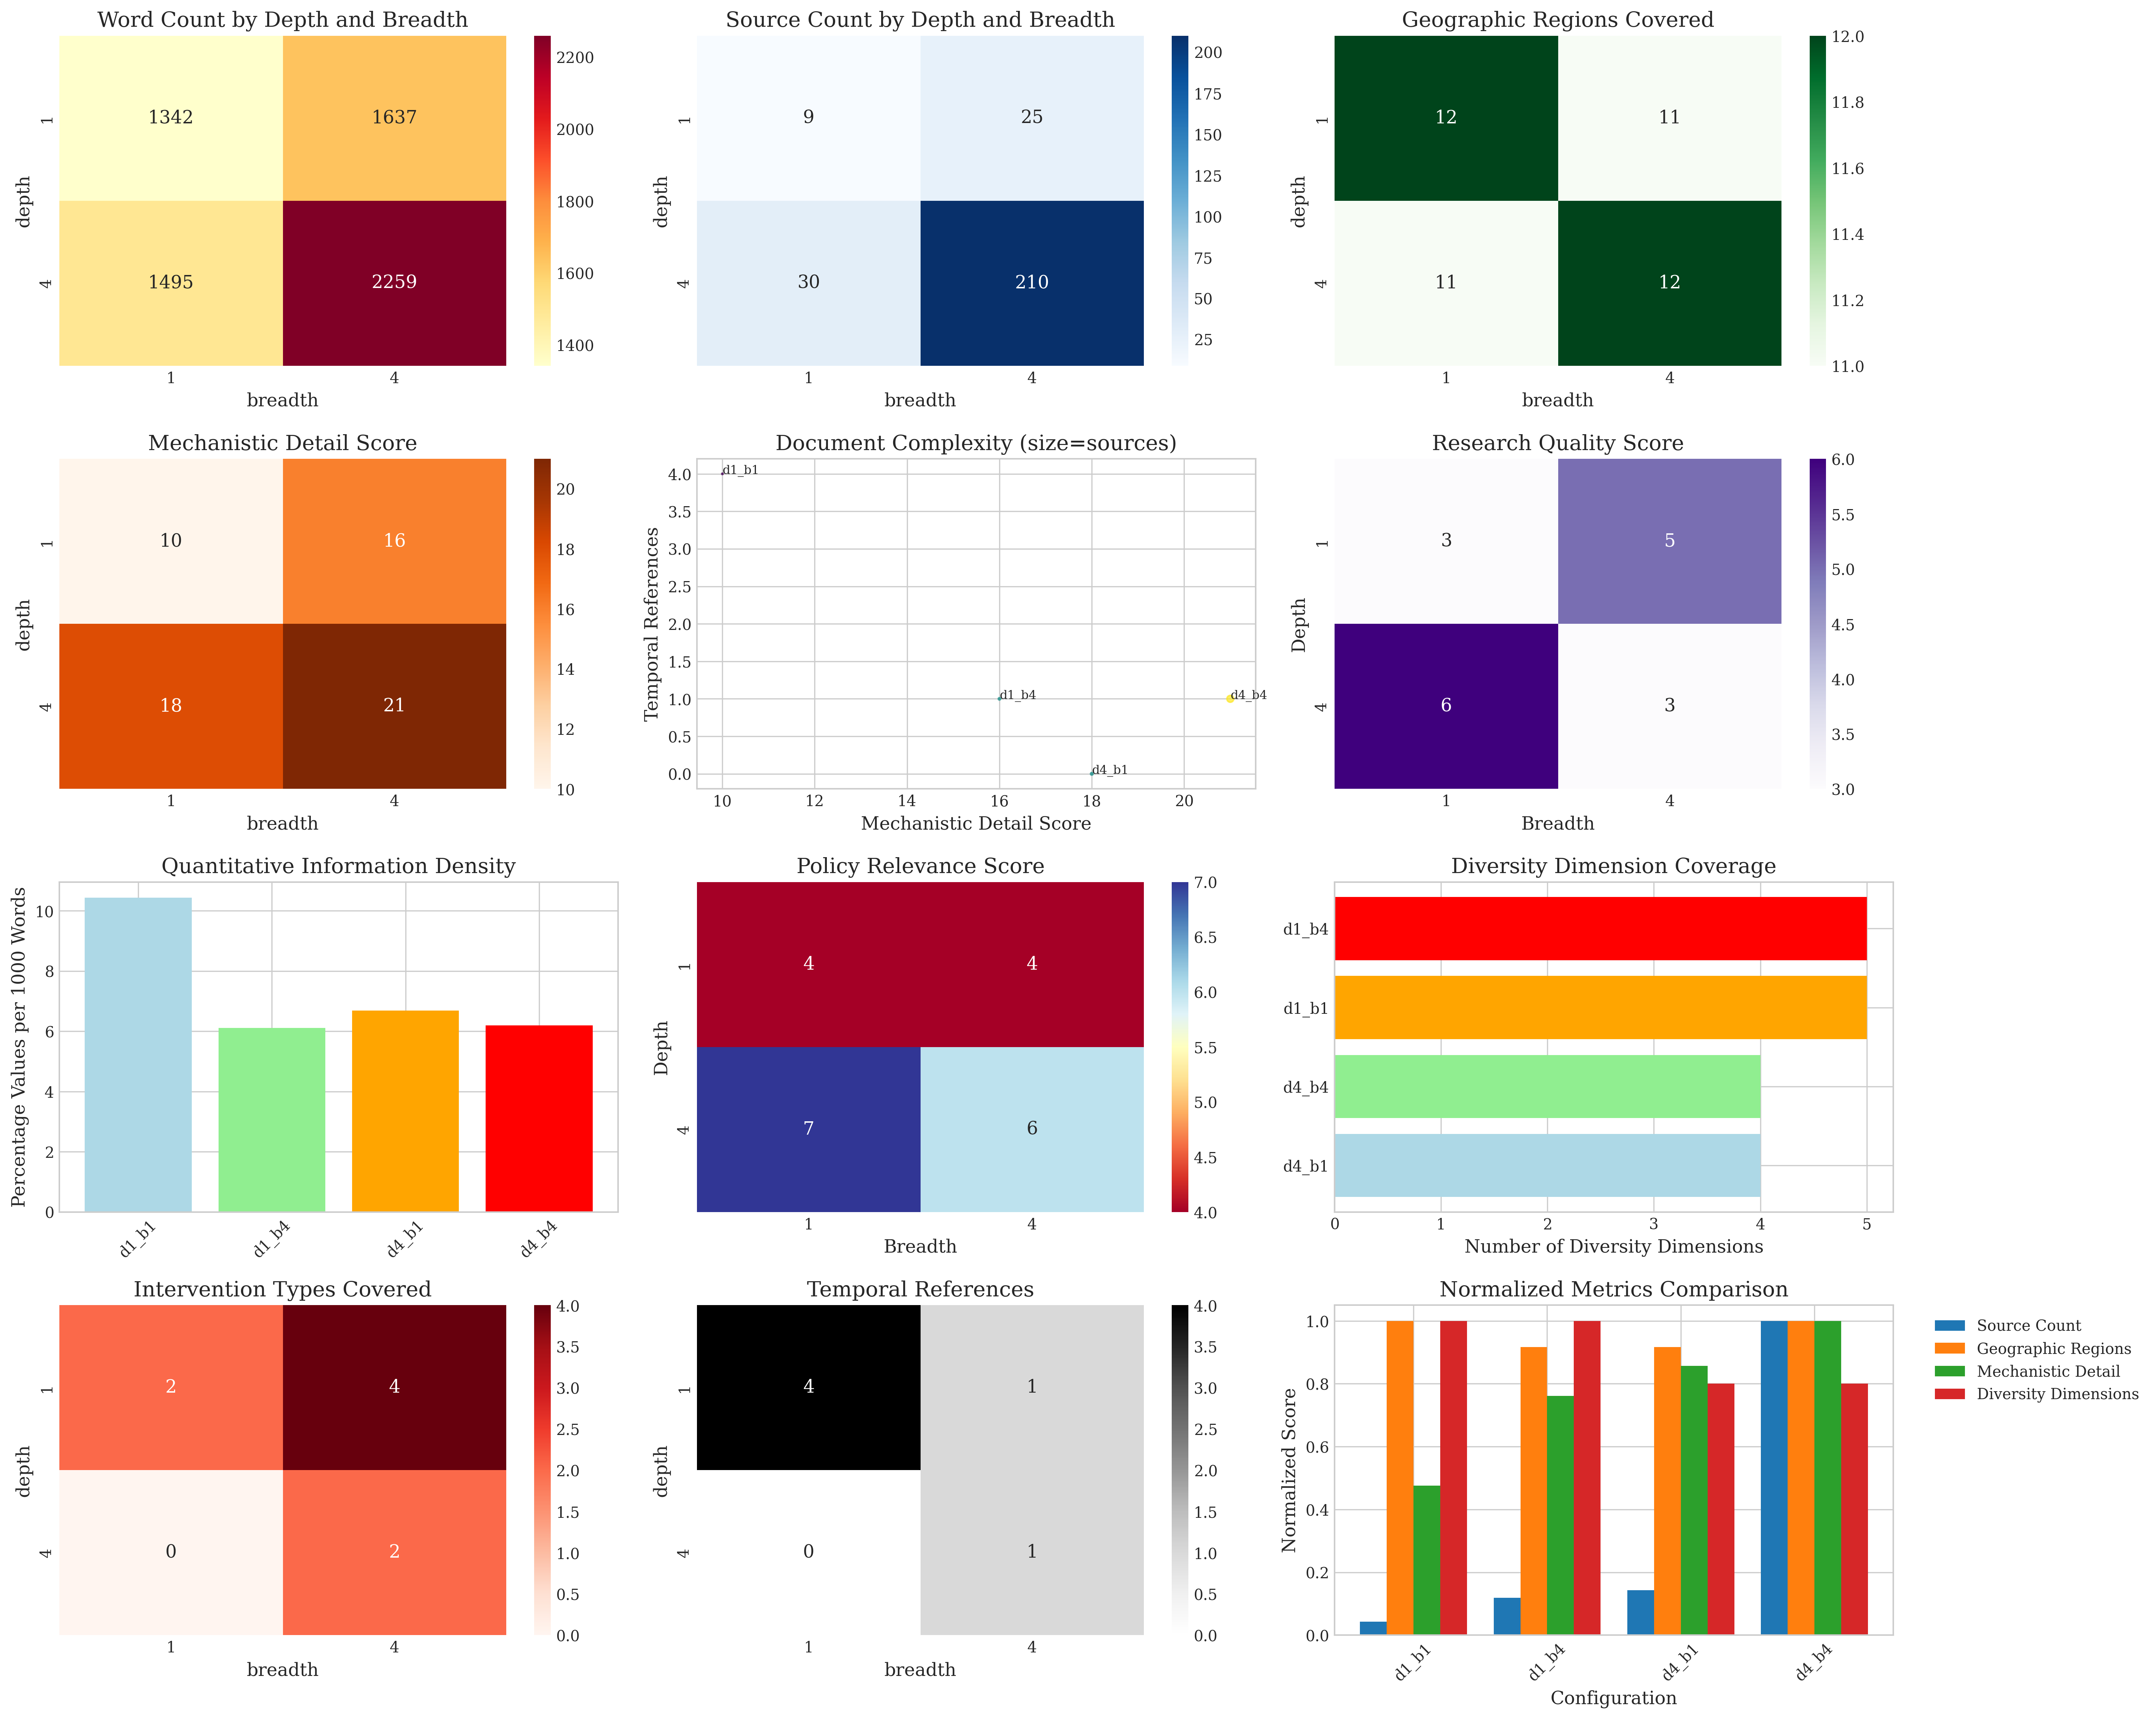 Word Count by Depth and Breadth
1342
1637
1495
2259
1
4
depth
1
4
breadth
2200
2000
1800
1600
1400
Source Count by Depth and Breadth
9
25
30
210
1
4
depth
1
4
breadth
200
175
150
125
100
75
50
25
Geographic Regions Covered
12
11
11
12
1
4
depth
1
4
breadth
12.0
11.8
11.6
11.4
11.2
11.0
Mechanistic Detail Score
10
16
18
21
1
4
depth
1
4
breadth
20
18
16
14
12
10
Document Complexity (size=sources)
Temporal References
4.0
3.5
3.0
2.5
2.0
1.5
1.0
0.5
0.0
d1_b1
d1_b4
d4_b4
d4_b1
10
12
14
16
18
20
Mechanistic Detail Score
Research Quality Score
3
5
6
3
1
4
Depth
1
4
Breadth
6.0
5.5
5.0
4.5
4.0
3.5
3.0
Quantitative Information Density
Percentage Values per 1000 Words
10
8
6
4
2
0
d1_b1
d1_b4
d4_b1
d4_b4
Policy Relevance Score
4
4
7
6
1
4
Depth
1
4
Breadth
7.0
6.5
6.0
5.5
5.0
4.5
4.0
Diversity Dimension Coverage
d1_b4
d1_b1
d4_b4
d4_b1
0
1
2
3
4
5
Number of Diversity Dimensions
Intervention Types Covered
2
4
0
2
1
4
depth
1
4
breadth
4.0
3.5
3.0
2.5
2.0
1.5
1.0
0.5
0.0
Temporal References
4
1
0
1
1
4
depth
1
4
breadth
4.0
3.5
3.0
2.5
2.0
1.5
1.0
0.5
0.0
Normalized Metrics Comparison
Normalized Score
1.0
0.8
0.6
0.4
0.2
0.0
d1_b1
d1_b4
d4_b1
d4_b4
Configuration
Source Count
Geographic Regions
Mechanistic Detail
Diversity Dimensions